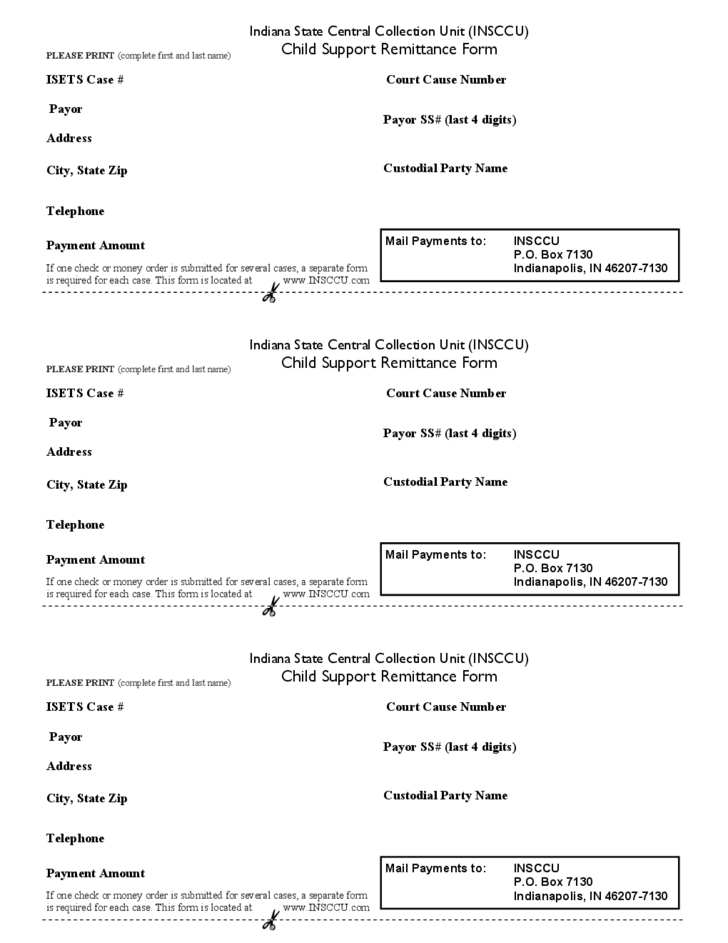 Indiana State Central Collection Unit (INSCCU)
Child Support Remittance Form
PLEASE PRINT (complete first and last name)
ISETS Case # Court Cause Number
Payor
Payor SS# (last 4 digits)
Address
City, State Zip Custodial Party Name
Telephone
Mail Payments to: INSCCU
Payment Amount
P.O. Box 7130
If one check or money order is submitted for several cases, a separate form
Indianapolis, IN 46207-7130
is required for each case. This form is located at www.INSCCU.com
Indiana State Central Collection Unit (INSCCU)
Child Support Remittance Form
PLEASE PRINT (complete first and last name)
ISETS Case # Court Cause Number
Payor
Payor SS# (last 4 digits)
Address
City, State Zip Custodial Party Name
Telephone
Mail Payments to: INSCCU
Payment Amount
P.O. Box 7130
If one check or money order is submitted for several cases, a separate form
Indianapolis, IN 46207-7130
is required for each case. This form is located at www.INSCCU.com
Indiana State Central Collection Unit (INSCCU)
Child Support Remittance Form
PLEASE PRINT (complete first and last name)
ISETS Case # Court Cause Number
Payor
Payor SS# (last 4 digits)
Address
City, State Zip Custodial Party Name
Telephone
Mail Payments to: INSCCU
Payment Amount
P.O. Box 7130
If one check or money order is submitted for several cases, a separate form
Indianapolis, IN 46207-7130
is required for each case. This form is located at www.INSCCU.com